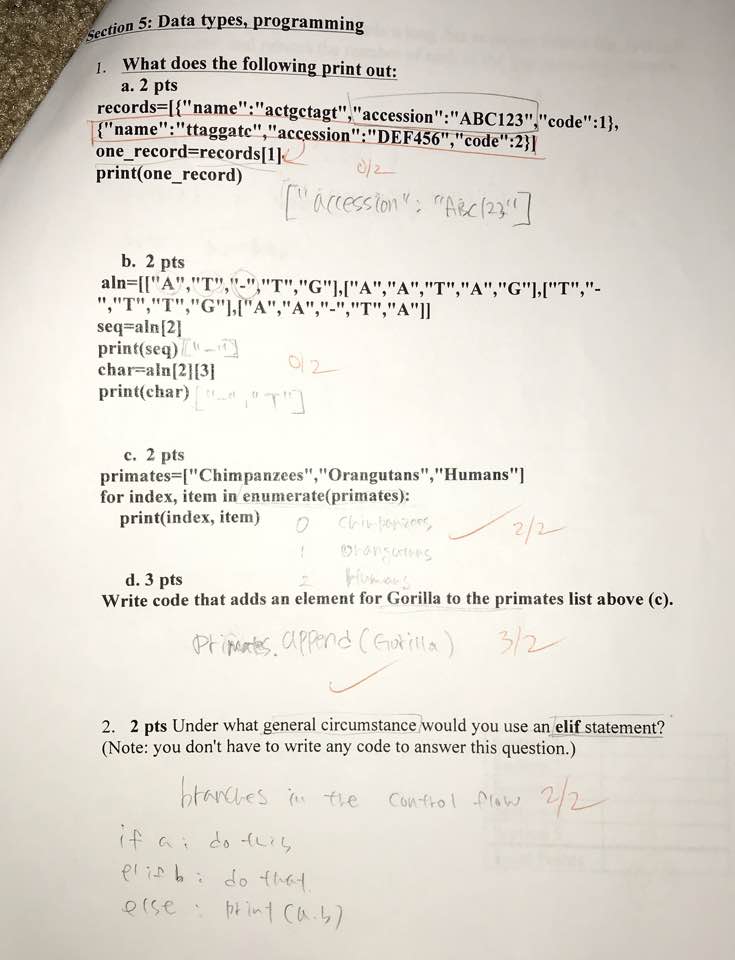 Section 5: Data types, programming
1. What does the following print out:
a. 2 pts
records=[{"name":"actgctagt","accession":"ABC123","code":1},
{"name":"ttaggatc","accession":"DEF456","code":2}]
one_record=records[1]
0/2
print(one_record)
["accession": "ABC123"]
b. 2 pts
aln=[["A","T","-","T","G"],["A","A","T","A","G"],["T","-
","T","T","G"],["A","A","-","T","A"]]
seq=aln[2]
print(seq) ["-"]
char=aln[2][3] 0/2
print(char) ["-","T"]
c. 2 pts
primates=["Chimpanzees","Orangutans","Humans"]
for index, item in enumerate(primates):
print(index, item) 0 Chimpanzees 2/2
1 Orangutans
d. 3 pts 2 Humans
Write code that adds an element for Gorilla to the primates list above (c).
Primates.append(Gorilla) 3/2
2. 2 pts Under what general circumstance would you use an elif statement?
(Note: you don't have to write any code to answer this question.)
branches in the control flow 2/2
if a: do this
elif b: do that
else: print(a.b)